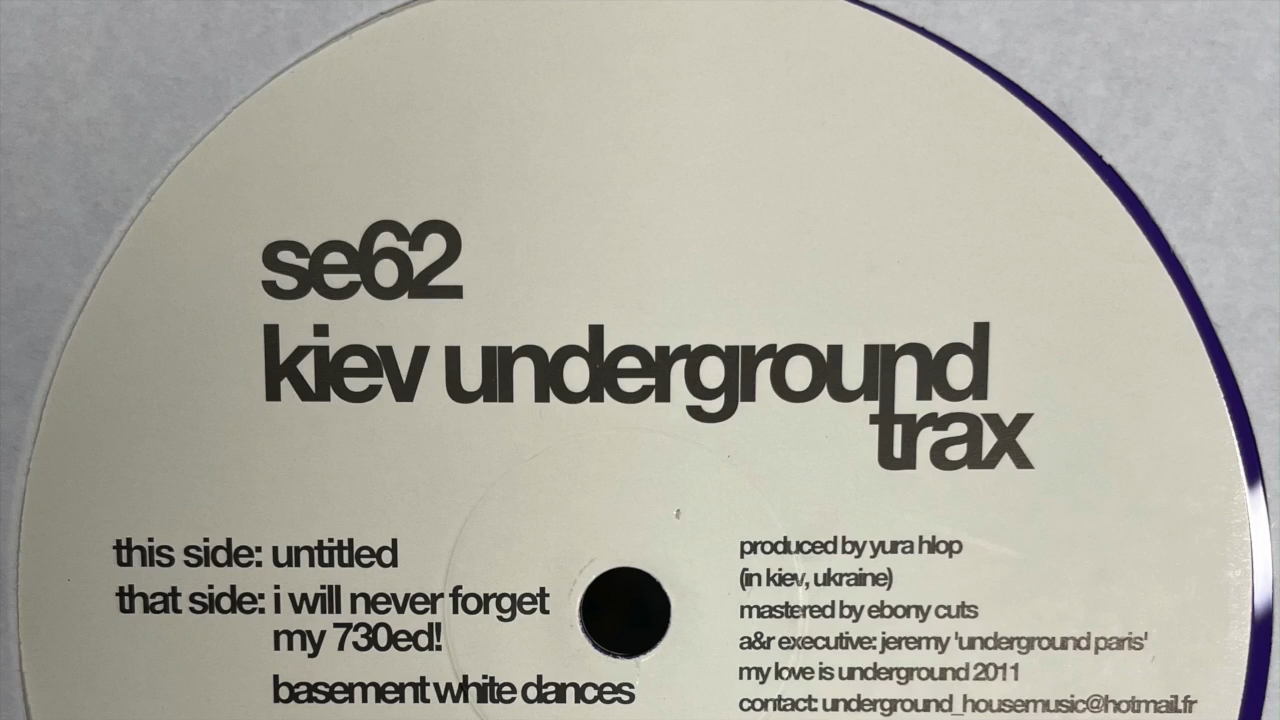 se62
kiev underground
trax
this side: untitled
that side: i will never forget
my 730ed!
basement white dances
produced by yura hlop
(in kiev, ukraine)
mastered by ebony cuts
a&r executive: jeremy 'underground paris'
my love is underground 2011
contact: underground_housemusic@hotmail.fr